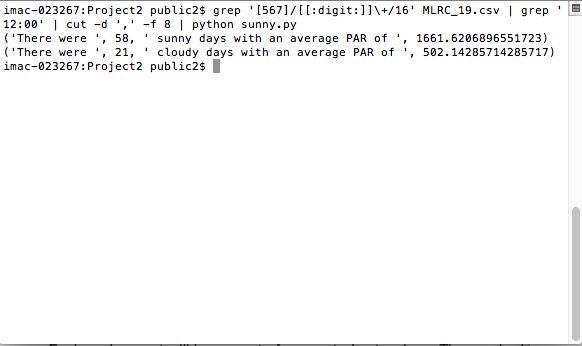 imac-023267:Project2 public2$ grep '[567]/[[:digit:]]\+/16' MLRC_19.csv | grep '
12:00' | cut -d ',' -f 8 | python sunny.py
('There were ', 58, ' sunny days with an average PAR of ', 1661.6206896551723)
('There were ', 21, ' cloudy days with an average PAR of ', 502.14285714285717)
imac-023267:Project2 public2$